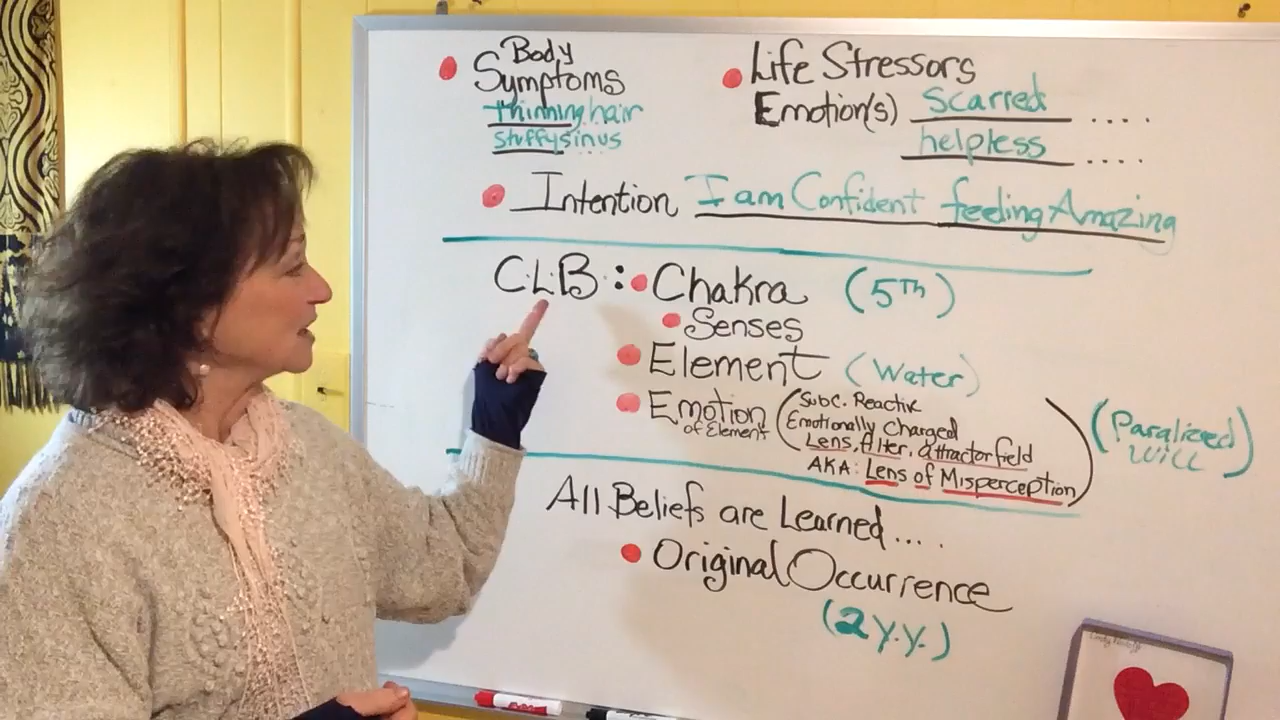 Body
Symptoms
thinning hair
stuffy sinus
Life Stressors
Emotion(s) Scarred ....
helpless ....
Intention I am Confident feeling Amazing
CLB: Chakra (5Th)
Senses
Element (Water)
Emotion
of Element
(Subc. Reactive
Emotionally Charged
Lens, filter, attractor field
AKA: Lens of Misperception)
(Paralized
Will)
All Beliefs are Learned....
Original Occurrence
(2 y.y.)